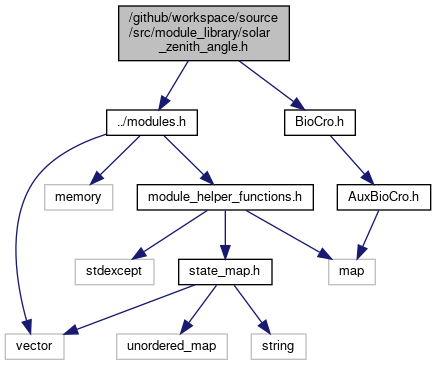 /github/workspace/source
/src/module_library/solar
_zenith_angle.h
../modules.h
BioCro.h
memory
module_helper_functions.h
AuxBioCro.h
stdexcept
state_map.h
map
vector
unordered_map
string